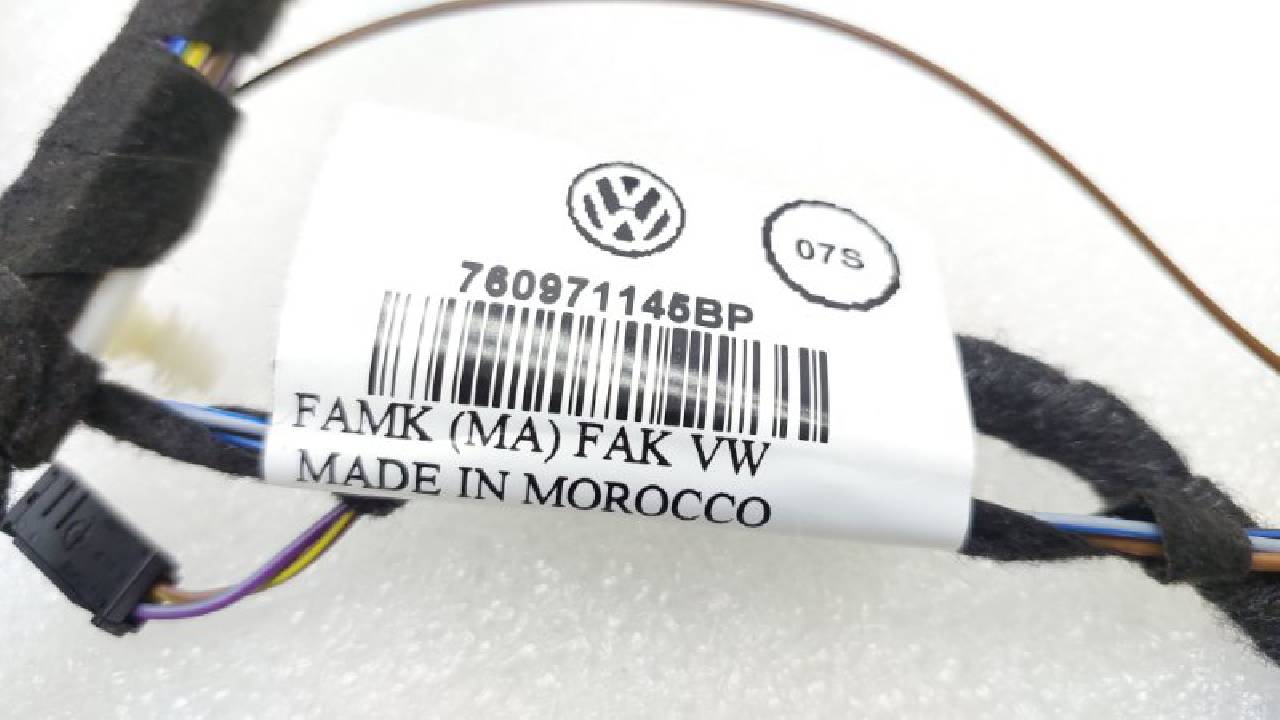 07S
760971145BP
FAMK (MA) FAK VW
MADE IN MOROCCO